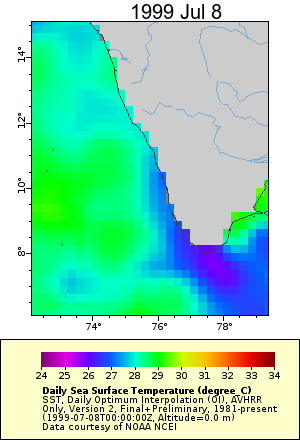 1999 Jul 8
14°
12°
10°
8°
74°
76°
78°
24 25 26 27 28 29 30 31 32 33 34
Daily Sea Surface Temperature (degree_C)
SST, Daily Optimum Interpolation (OI), AVHRR
Only, Version 2, Final+Preliminary, 1981-present
(1999-07-08T00:00:00Z, Altitude=0.0 m)
Data courtesy of NOAA NCEI